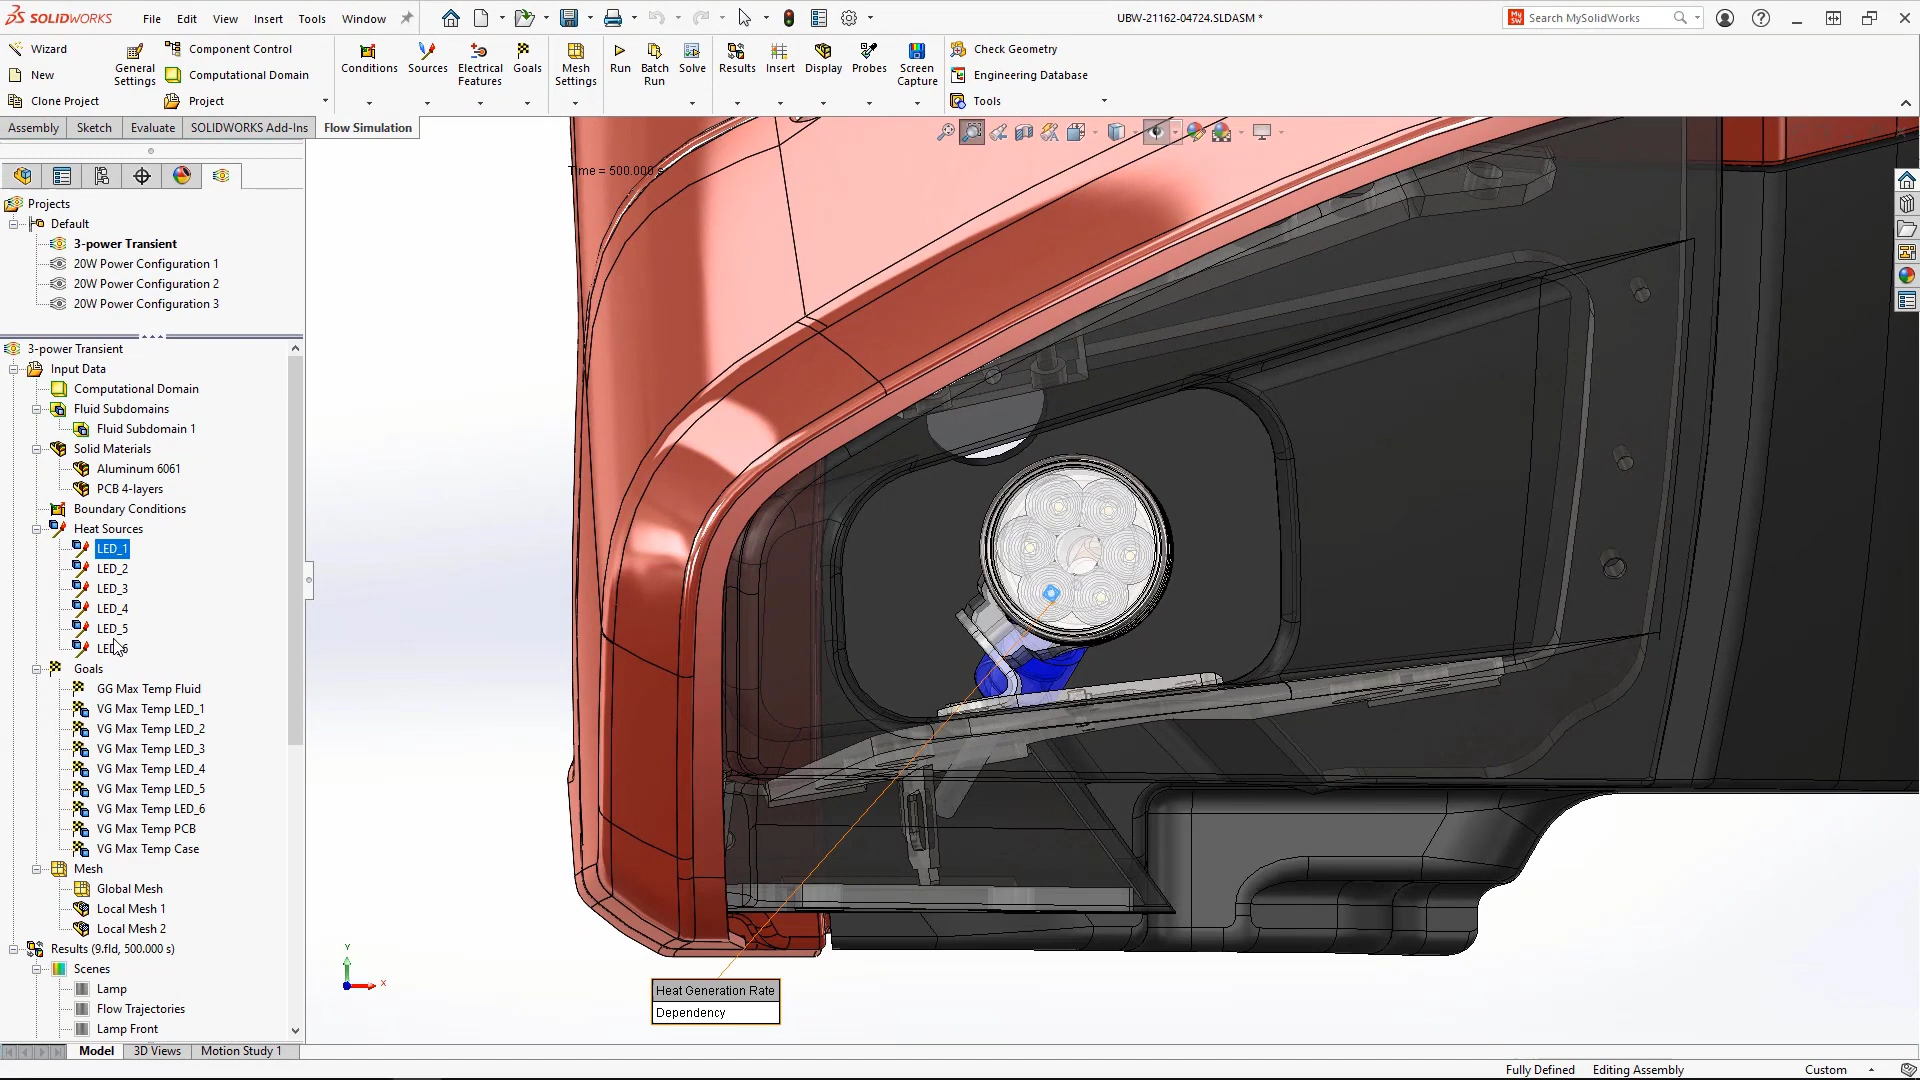 SOLIDWORKS
File Edit View Insert Tools Window
UBW-21162-04724.SLDASM *
Search MySolidWorks
Wizard
New
Clone Project
General Settings
Component Control
Computational Domain
Project
Conditions
Sources
Electrical Features
Goals
Mesh Settings
Run
Batch Run
Solve
Results
Insert
Display
Probes
Screen Capture
Check Geometry
Engineering Database
Tools
Assembly Sketch Evaluate SOLIDWORKS Add-Ins Flow Simulation
Time = 500.000 s
Projects
Default
3-power Transient
20W Power Configuration 1
20W Power Configuration 2
20W Power Configuration 3
3-power Transient
Input Data
Computational Domain
Fluid Subdomains
Fluid Subdomain 1
Solid Materials
Aluminum 6061
PCB 4-layers
Boundary Conditions
Heat Sources
LED_1
LED_2
LED_3
LED_4
LED_5
LED_6
Goals
GG Max Temp Fluid
VG Max Temp LED_1
VG Max Temp LED_2
VG Max Temp LED_3
VG Max Temp LED_4
VG Max Temp LED_5
VG Max Temp LED_6
VG Max Temp PCB
VG Max Temp Case
Mesh
Global Mesh
Local Mesh 1
Local Mesh 2
Results (9.fld, 500.000 s)
Scenes
Lamp
Flow Trajectories
Lamp Front
Y
X
Heat Generation Rate
Dependency
Model 3D Views Motion Study 1
Fully Defined Editing Assembly Custom